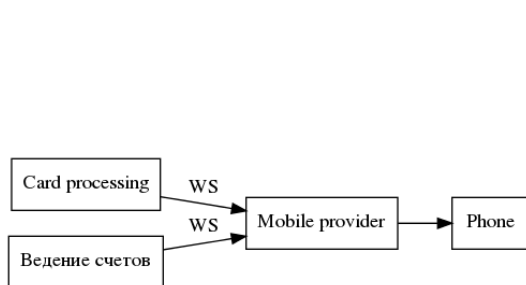 Card processing
WS
Mobile provider
Phone
WS
Ведение счетов